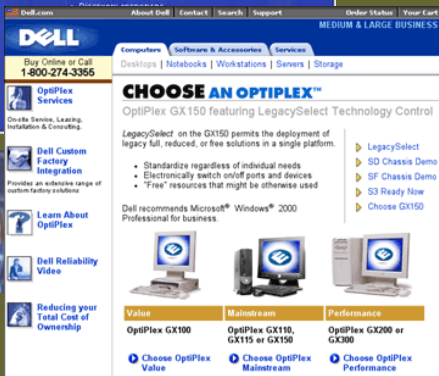 Dell.com
About Dell | Contact | Search | Support
Order Status | Your Cart
MEDIUM & LARGE BUSINESS
DELL
Computers
Software & Accessories
Services
Buy Online or Call
1-800-274-3355
Desktops | Notebooks | Workstations | Servers | Storage
OptiPlex
Services
On-site Service, Leasing,
Installation & Consulting.
Dell Custom
Factory
Integration
Provides an extensive range of
custom factory solutions
Learn About
OptiPlex
Dell Reliability
Video
Reducing your
Total Cost of
Ownership
CHOOSE AN OPTIPLEX™
OptiPlex GX150 featuring LegacySelect Technology Control
LegacySelect on the GX150 permits the deployment of
legacy full, reduced, or free solutions in a single platform.
• Standardize regardless of individual needs
• Electronically switch on/off ports and devices
• "Free" resources that might be otherwise used
Dell recommends Microsoft® Windows® 2000
Professional for business.
LegacySelect
SD Chassis Demo
SF Chassis Demo
S3 Ready Now
Choose GX150
Value
OptiPlex GX100
Choose OptiPlex
Value
Mainstream
OptiPlex GX110,
GX115 or GX150
Choose OptiPlex
Mainstream
Performance
OptiPlex GX200 or
GX300
Choose OptiPlex
Performance